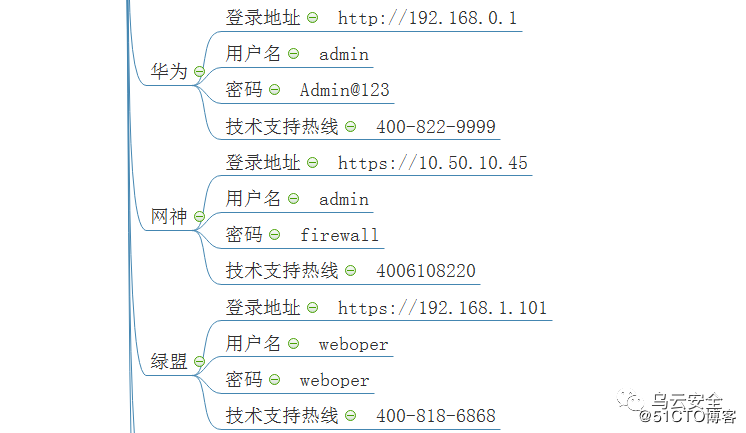 登录地址 http://192.168.0.1
用户名 admin
华为
密码 Admin@123
技术支持热线 400-822-9999
登录地址 https://10.50.10.45
用户名 admin
网神
密码 firewall
技术支持热线 4006108220
登录地址 https://192.168.1.101
用户名 weboper
绿盟
密码 weboper
技术支持热线 400-818-6868
乌云安全
@51CTO博客